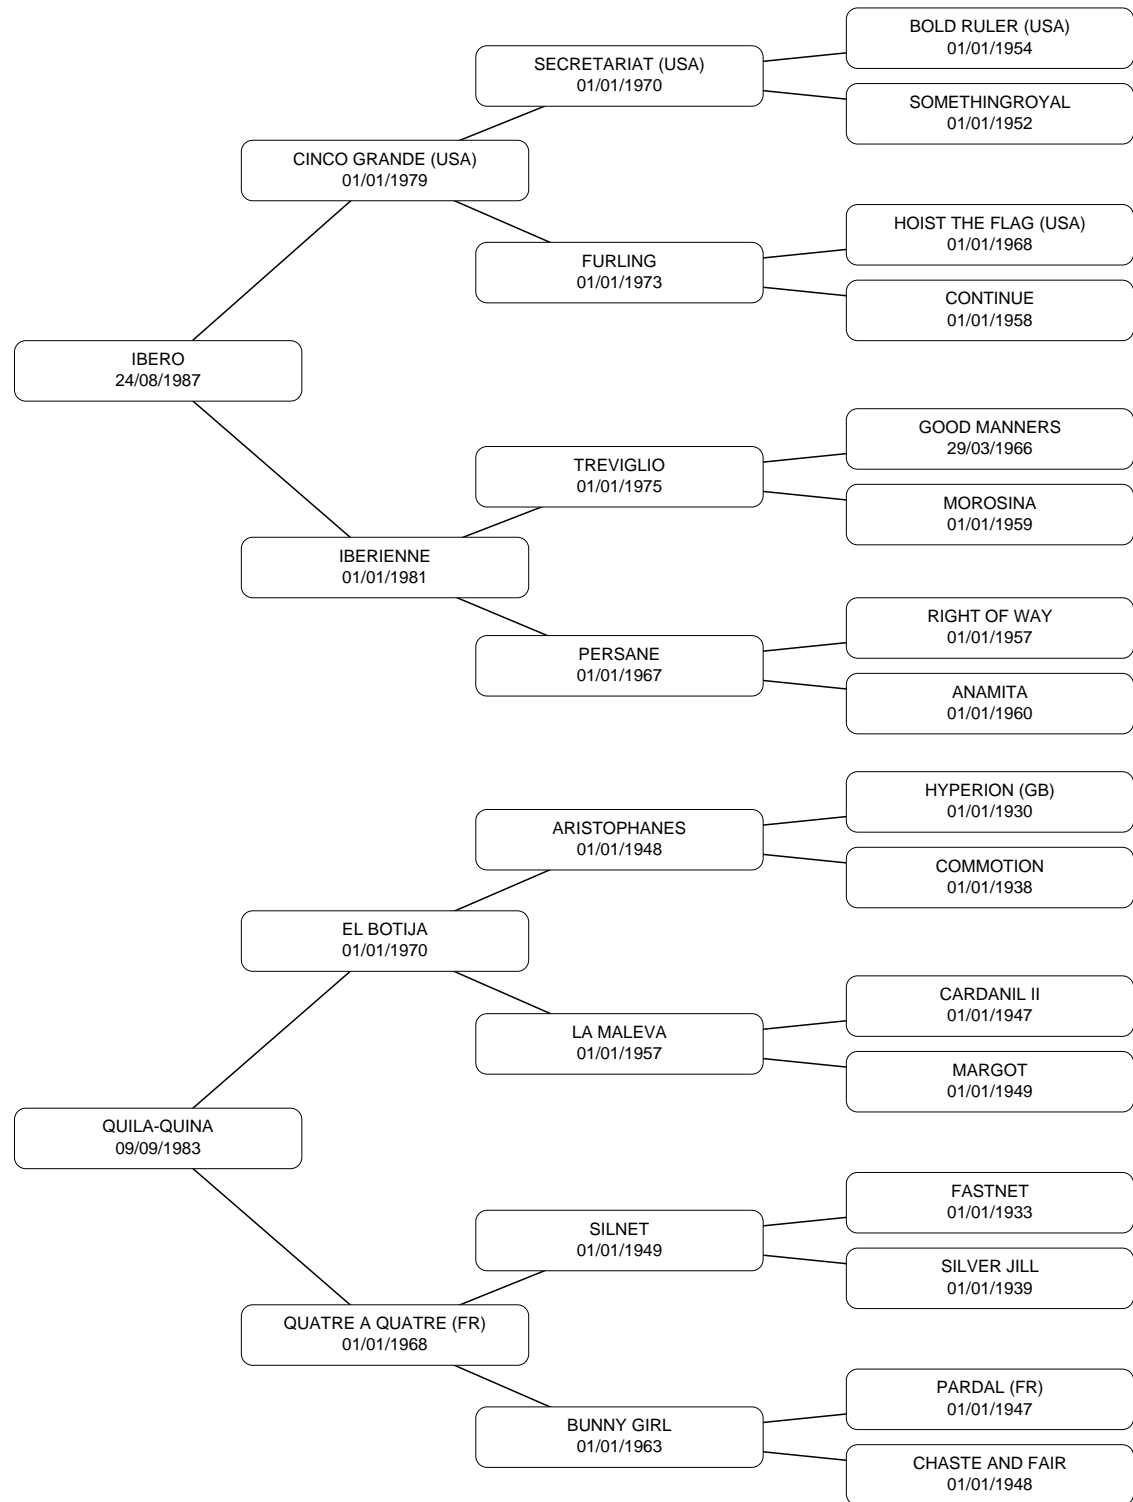 BOLD RULER (USA)
01/01/1954
SECRETARIAT (USA)
01/01/1970
SOMETHINGROYAL
01/01/1952
CINCO GRANDE (USA)
01/01/1979
HOIST THE FLAG (USA)
01/01/1968
FURLING
01/01/1973
CONTINUE
01/01/1958
IBERO
24/08/1987
GOOD MANNERS
29/03/1966
TREVIGLIO
01/01/1975
MOROSINA
01/01/1959
IBERIENNE
01/01/1981
RIGHT OF WAY
01/01/1957
PERSANE
01/01/1967
ANAMITA
01/01/1960
HYPERION (GB)
01/01/1930
ARISTOPHANES
01/01/1948
COMMOTION
01/01/1938
EL BOTIJA
01/01/1970
CARDANIL II
01/01/1947
LA MALEVA
01/01/1957
MARGOT
01/01/1949
QUILA-QUINA
09/09/1983
FASTNET
01/01/1933
SILNET
01/01/1949
SILVER JILL
01/01/1939
QUATRE A QUATRE (FR)
01/01/1968
PARDAL (FR)
01/01/1947
BUNNY GIRL
01/01/1963
CHASTE AND FAIR
01/01/1948